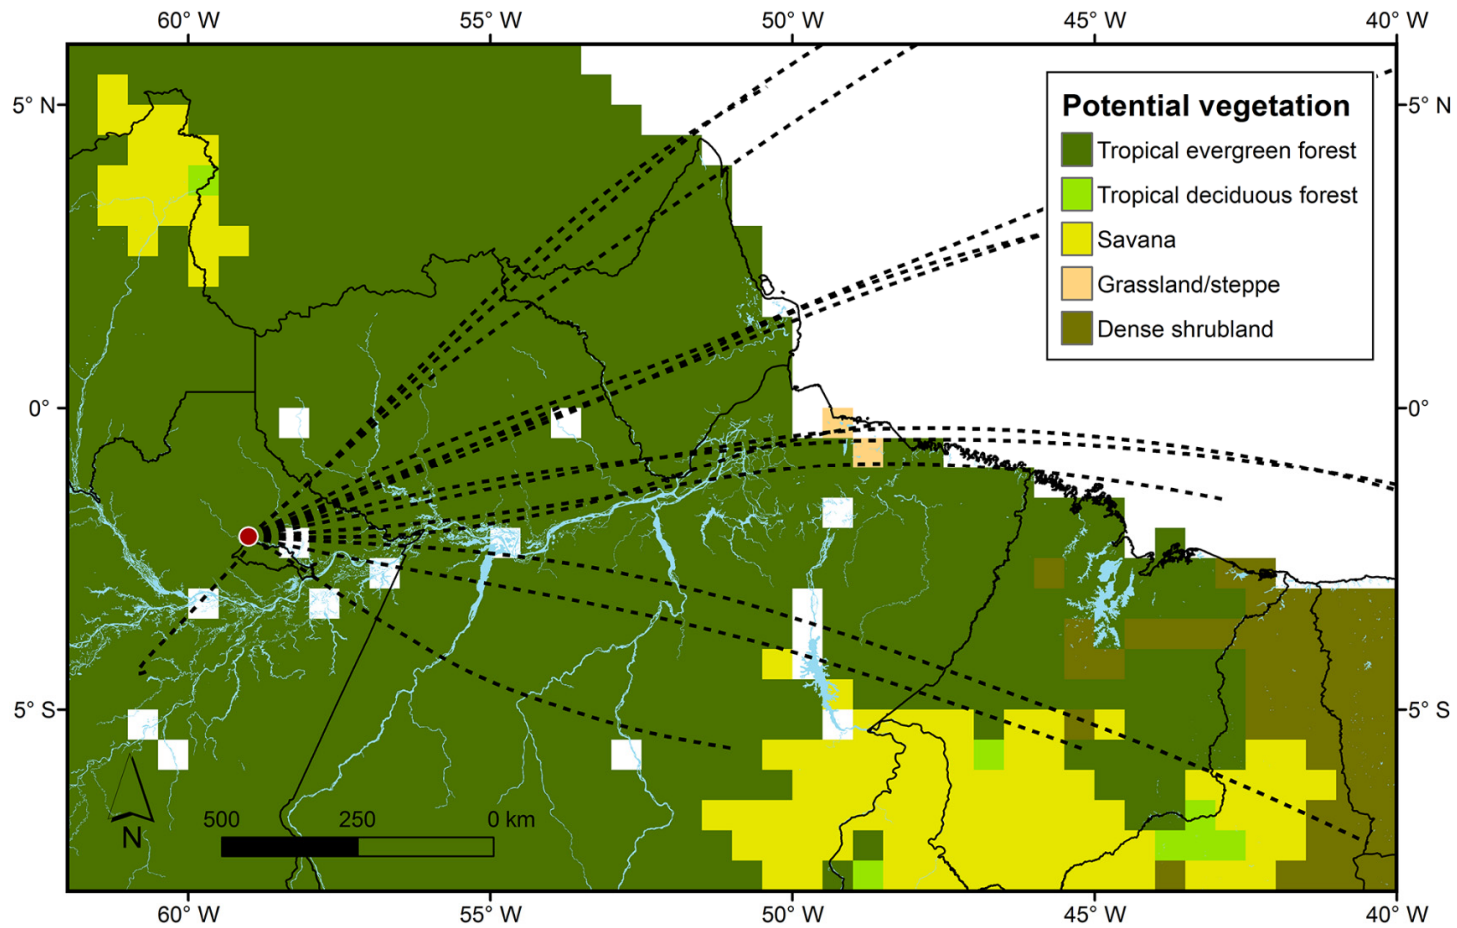 60° W 55° W 50° W 45° W 40° W
5° N 5° N
Potential vegetation
Tropical evergreen forest
Tropical deciduous forest
Savana
Grassland/steppe
Dense shrubland
0° 0°
5° S 5° S
N
500 250 0 km
60° W 55° W 50° W 45° W 40° W